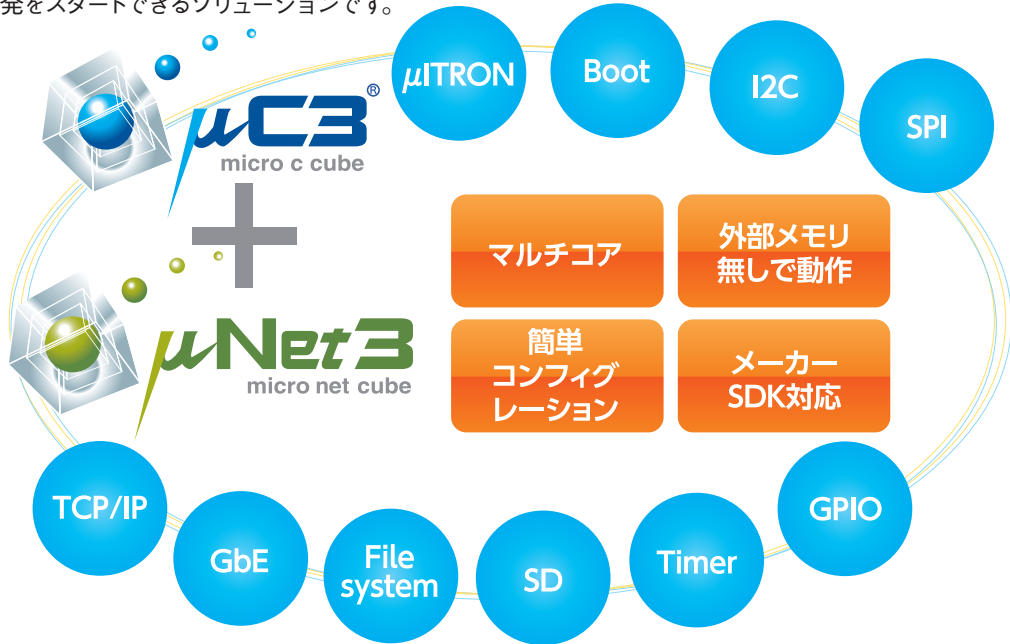 発をスタートできるソリューションです。
μITRON
Boot
I2C
SPI
μC3®
micro c cube
+
μNet3
micro net cube
マルチコア
外部メモリ
無しで動作
簡単
コンフィグ
レーション
メーカー
SDK対応
TCP/IP
GbE
File
system
SD
Timer
GPIO